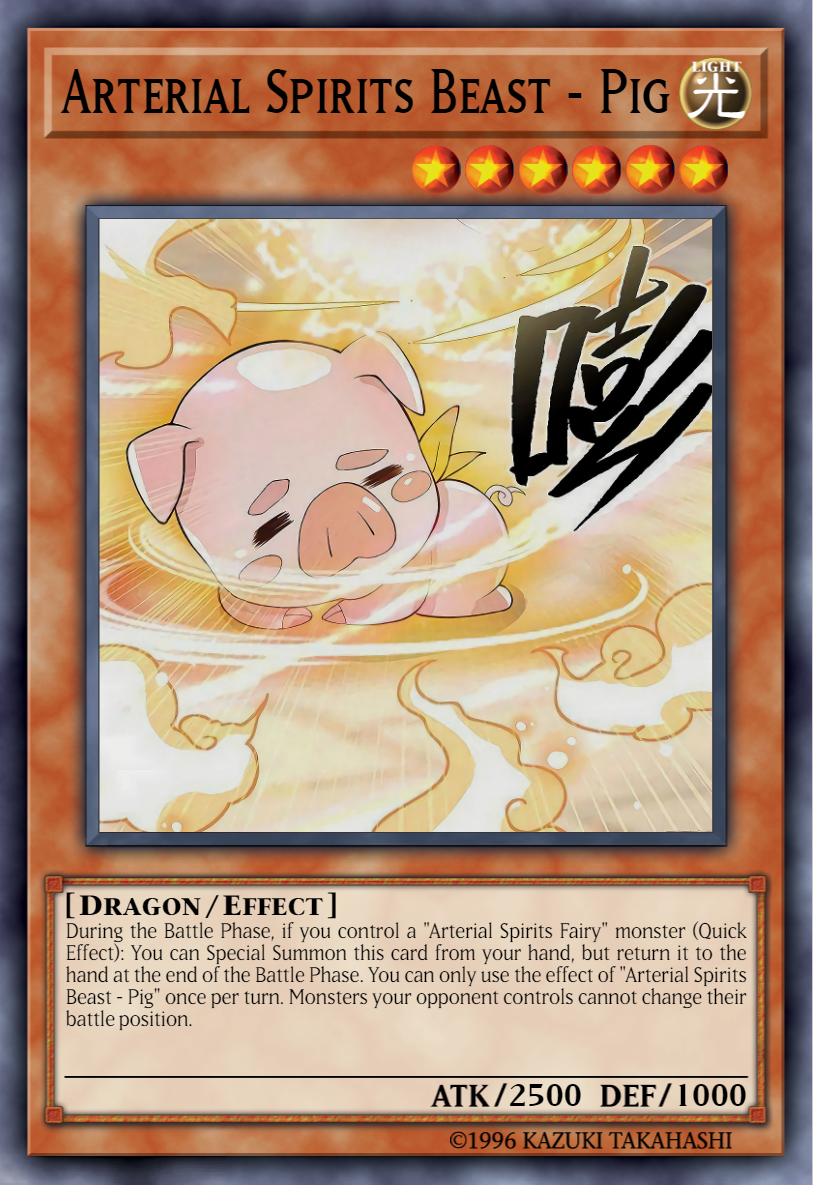 ARTERIAL SPIRITS BEAST - PIG
LIGHT
光
嘭
[ DRAGON / EFFECT ]
During the Battle Phase, if you control a "Arterial Spirits Fairy" monster (Quick
Effect): You can Special Summon this card from your hand, but return it to the
hand at the end of the Battle Phase. You can only use the effect of "Arterial Spirits
Beast - Pig" once per turn. Monsters your opponent controls cannot change their
battle position.
ATK/2500 DEF/1000
©1996 KAZUKI TAKAHASHI